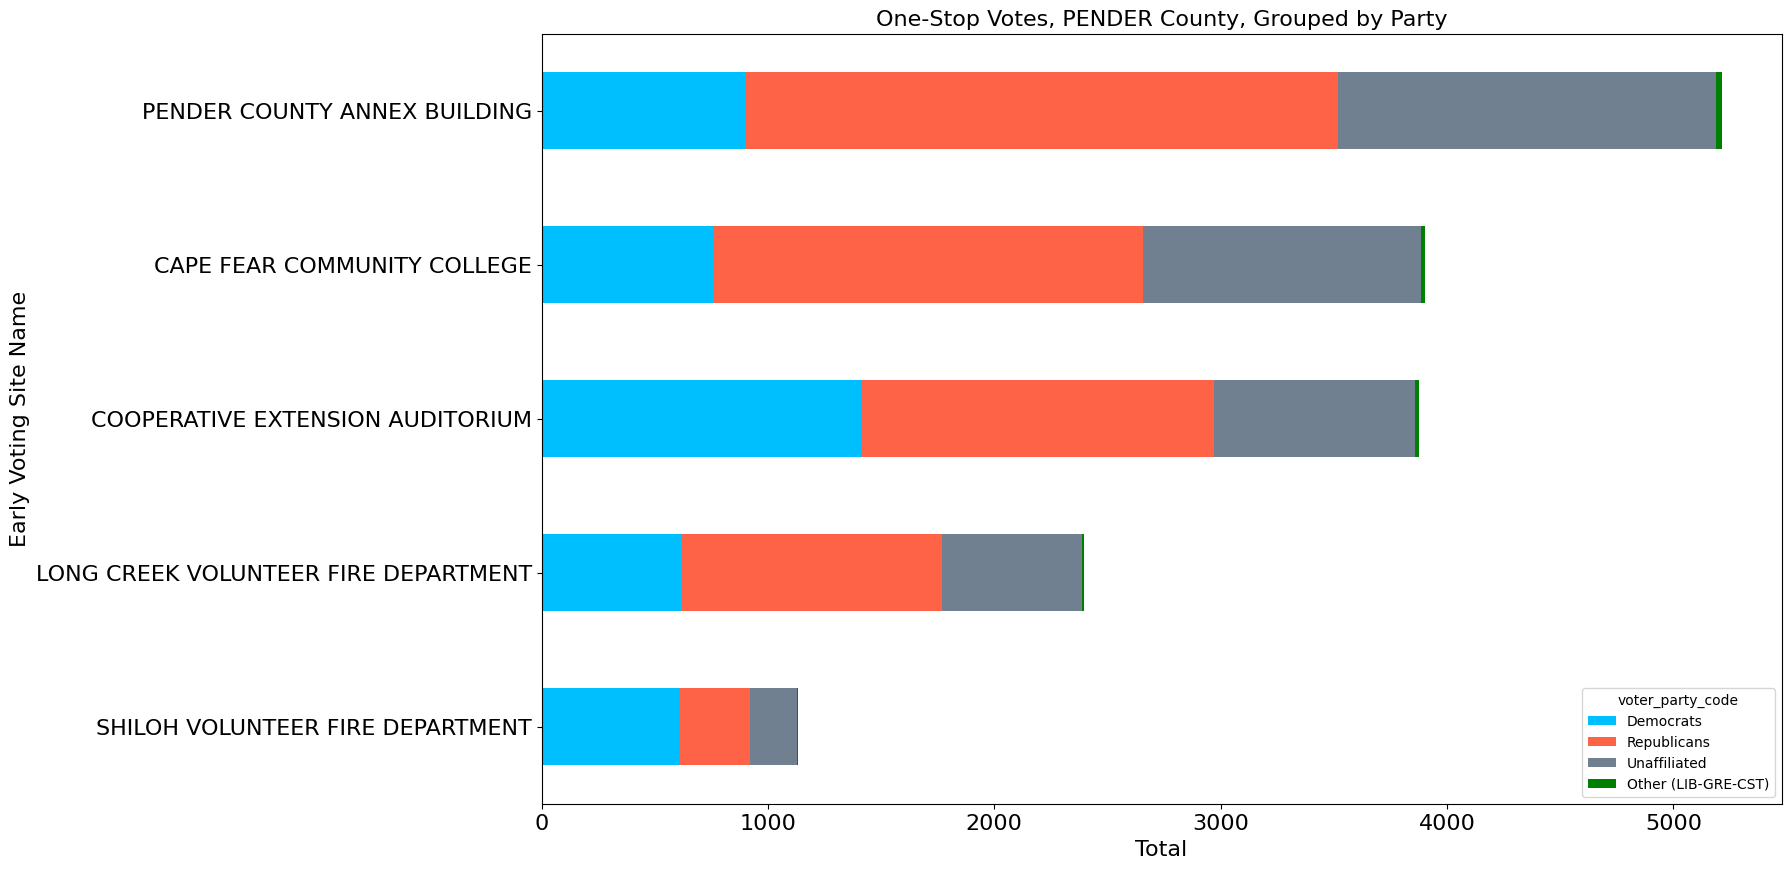 One-Stop Votes, PENDER County, Grouped by Party
Early Voting Site Name
PENDER COUNTY ANNEX BUILDING
CAPE FEAR COMMUNITY COLLEGE
COOPERATIVE EXTENSION AUDITORIUM
LONG CREEK VOLUNTEER FIRE DEPARTMENT
SHILOH VOLUNTEER FIRE DEPARTMENT
voter_party_code
Democrats
Republicans
Unaffiliated
Other (LIB-GRE-CST)
0 1000 2000 3000 4000 5000
Total